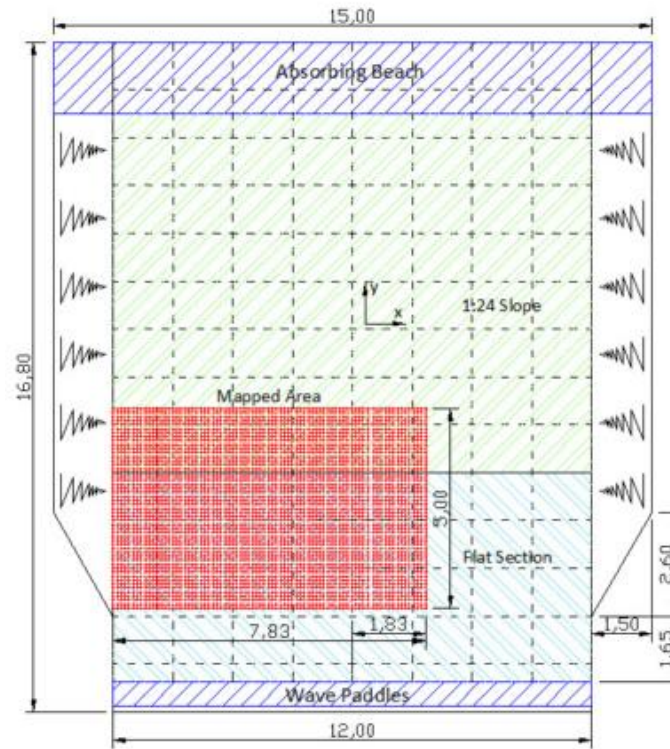 15,00
Absorbing Beach
y
x
1:24 Slope
16,80
Mapped Area
5,00
Flat Section
2,60
1,83
7,83
1,50
1,65
Wave Paddles
12,00